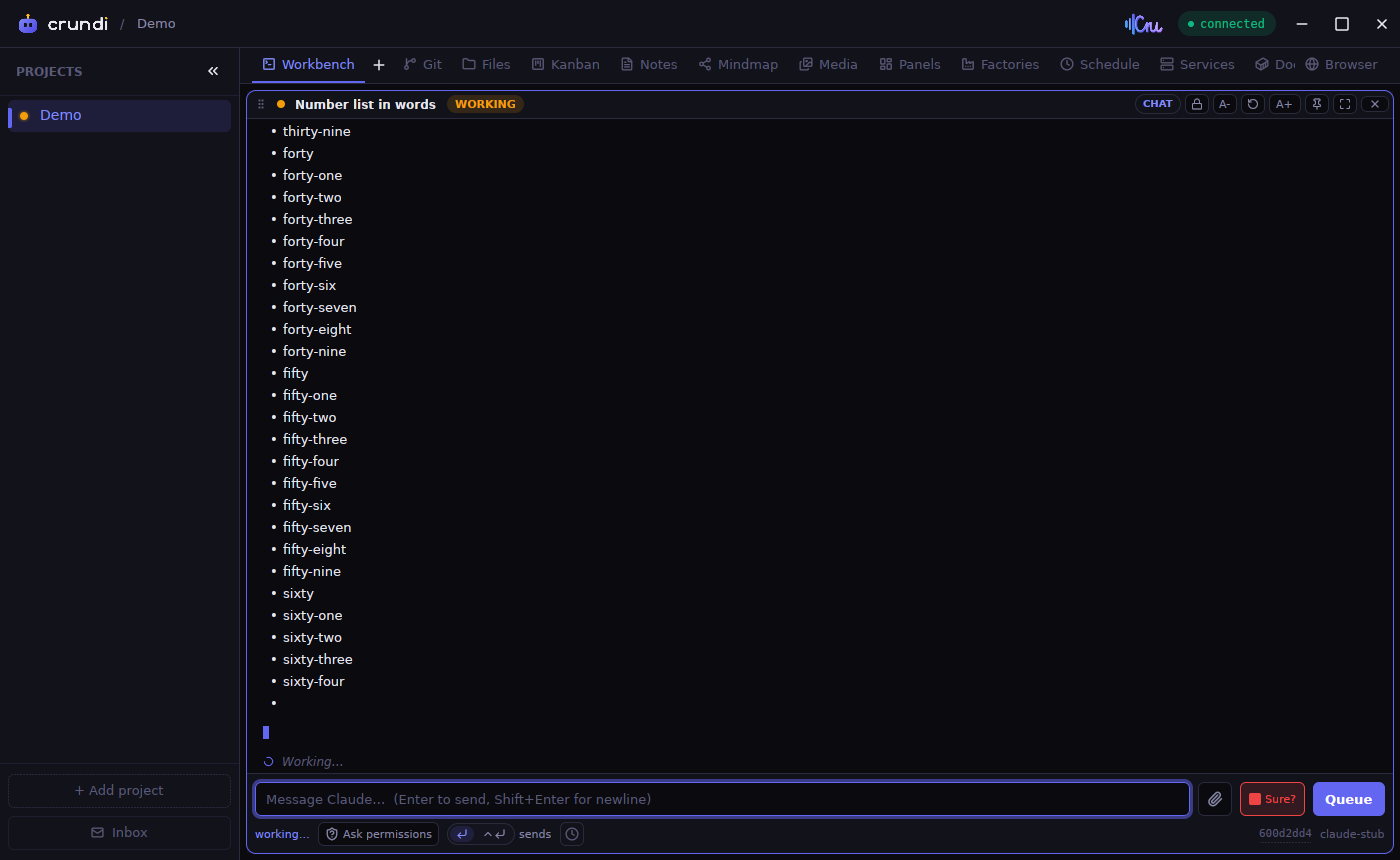 crundi / Demo
Cru
connected
PROJECTS
Workbench
Git
Files
Kanban
Notes
Mindmap
Media
Panels
Factories
Schedule
Services
Browser
Demo
Number list in words WORKING
CHAT A- A+
• thirty-nine
• forty
• forty-one
• forty-two
• forty-three
• forty-four
• forty-five
• forty-six
• forty-seven
• forty-eight
• forty-nine
• fifty
• fifty-one
• fifty-two
• fifty-three
• fifty-four
• fifty-five
• fifty-six
• fifty-seven
• fifty-eight
• fifty-nine
• sixty
• sixty-one
• sixty-two
• sixty-three
• sixty-four
•
Working...
Message Claude... (Enter to send, Shift+Enter for newline)
Sure?
Queue
working...
Ask permissions
sends
600d2dd4 claude-stub
+ Add project
Inbox